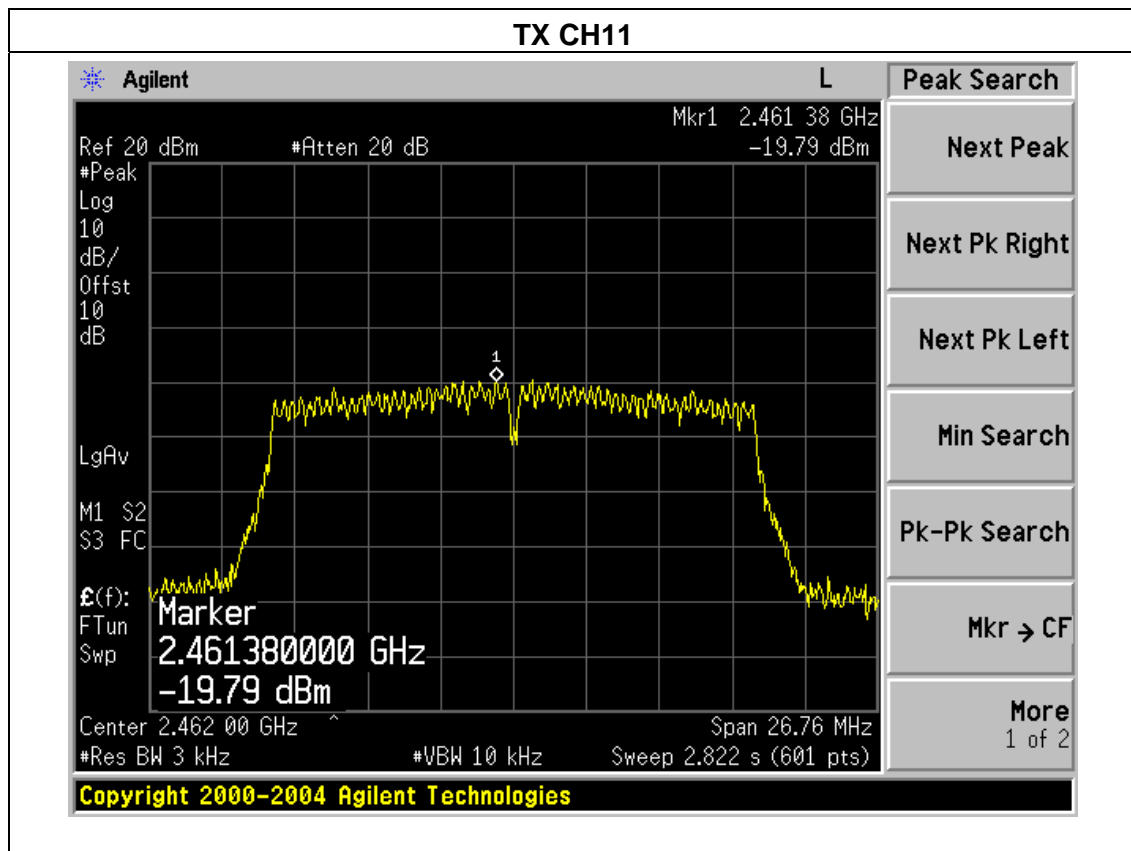 TX CH11
Agilent
L
Peak Search
Mkr1 2.461 38 GHz
Ref 20 dBm
#Atten 20 dB
-19.79 dBm
Next Peak
#Peak
Log
10
dB/
Offst
10
dB
Next Pk Right
Next Pk Left
1
Min Search
LgAv
M1 S2
S3 FC
Pk-Pk Search
£(f):
FTun
Swp
Marker
2.461380000 GHz
-19.79 dBm
Mkr → CF
Center 2.462 00 GHz ^
Span 26.76 MHz
#Res BW 3 kHz
#VBW 10 kHz
Sweep 2.822 s (601 pts)
More
1 of 2
Copyright 2000-2004 Agilent Technologies